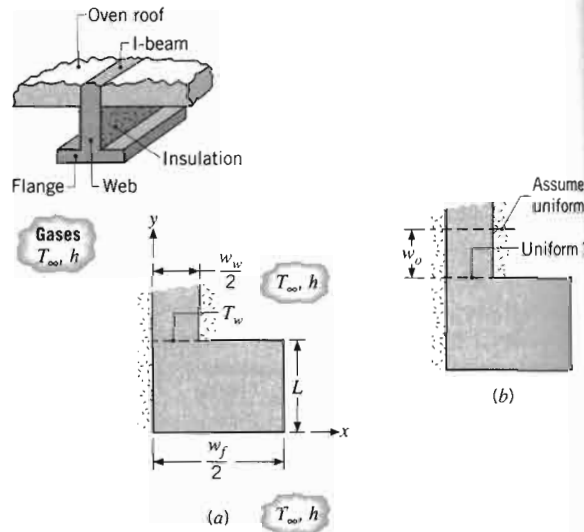 Oven roof
I-beam
Insulation
Flange
Web
Gases
T∞, h
y
w_w/2
T∞, h
T_w
L
x
w_f/2
(a)
T∞, h
Assume
uniform
w_o
Uniform
(b)